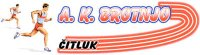 A. K. BROTNJO
ČITLUK